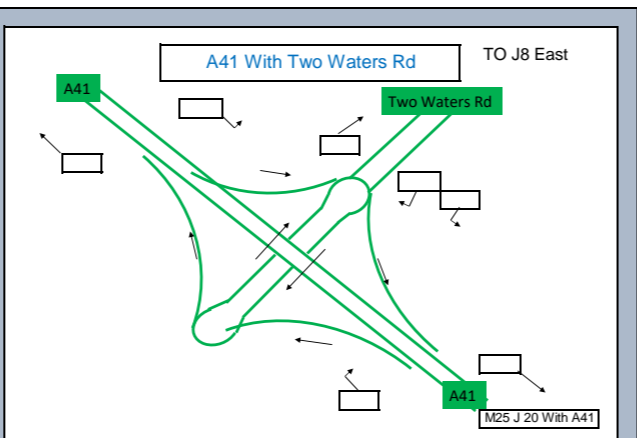 A41 With Two Waters Rd
TO J8 East
A41
Two Waters Rd
A41
M25 J 20 With A41